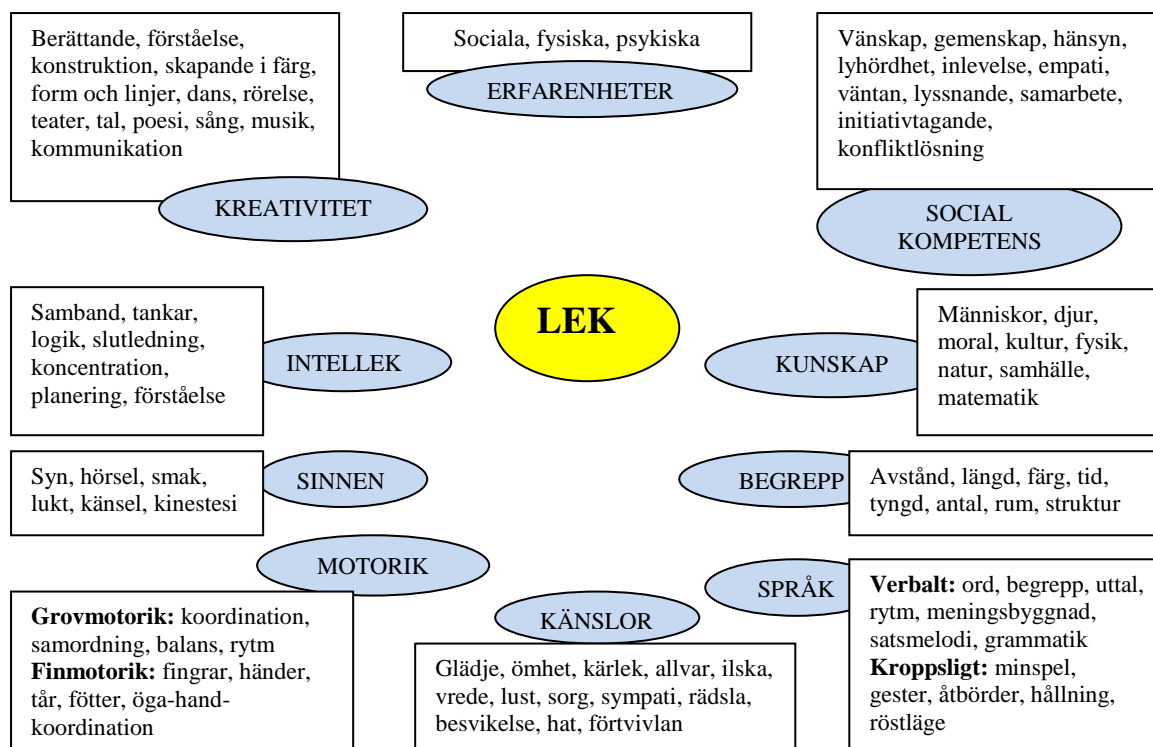 Berättande, förståelse,
konstruktion, skapande i färg,
form och linjer, dans, rörelse,
teater, tal, poesi, sång, musik,
kommunikation
KREATIVITET
Sociala, fysiska, psykiska
ERFARENHETER
Vänskap, gemenskap, hänsyn,
lyhördhet, inlevelse, empati,
väntan, lyssnande, samarbete,
initiativtagande,
konfliktlösning
SOCIAL
KOMPETENS
LEK
Samband, tankar,
logik, slutledning,
koncentration,
planering, förståelse
INTELLEK
KUNSKAP
Människor, djur,
moral, kultur, fysik,
natur, samhälle,
matematik
Syn, hörsel, smak,
lukt, känsel, kinestesi
SINNEN
BEGREPP
Avstånd, längd, färg, tid,
tyngd, antal, rum, struktur
MOTORIK
Grovmotorik: koordination,
samordning, balans, rytm
Finmotorik: fingrar, händer,
tår, fötter, öga-hand-
koordination
KÄNSLOR
Glädje, ömhet, kärlek, allvar, ilska,
vrede, lust, sorg, sympati, rädsla,
besvikelse, hat, förtvivlan
SPRÅK
Verbalt: ord, begrepp, uttal,
rytm, meningsbyggnad,
satsmelodi, grammatik
Kroppsligt: minspel,
gester, åtbörder, hållning,
röstläge